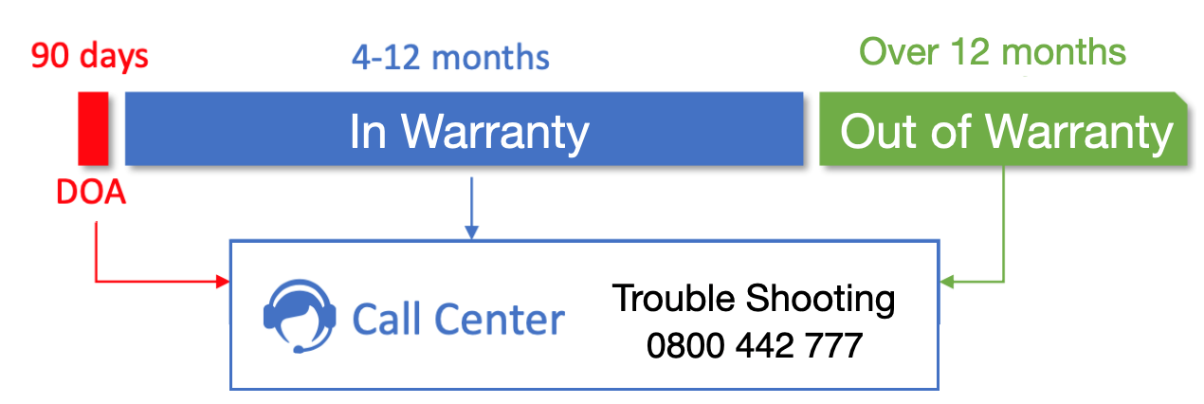 90 days
4-12 months
Over 12 months
In Warranty
Out of Warranty
DOA
Call Center
Trouble Shooting
0800 442 777